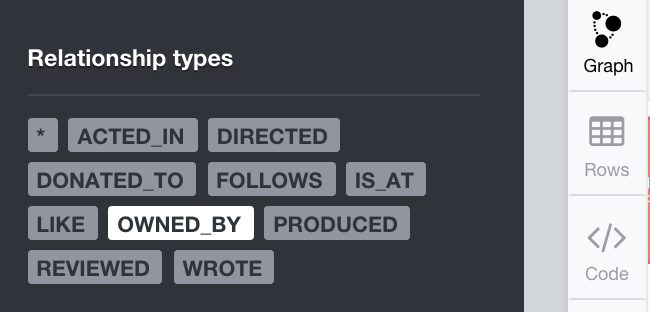 Relationship types
* ACTED_IN DIRECTED
DONATED_TO FOLLOWS IS_AT
LIKE OWNED_BY PRODUCED
REVIEWED WROTE
Graph
Rows
Code